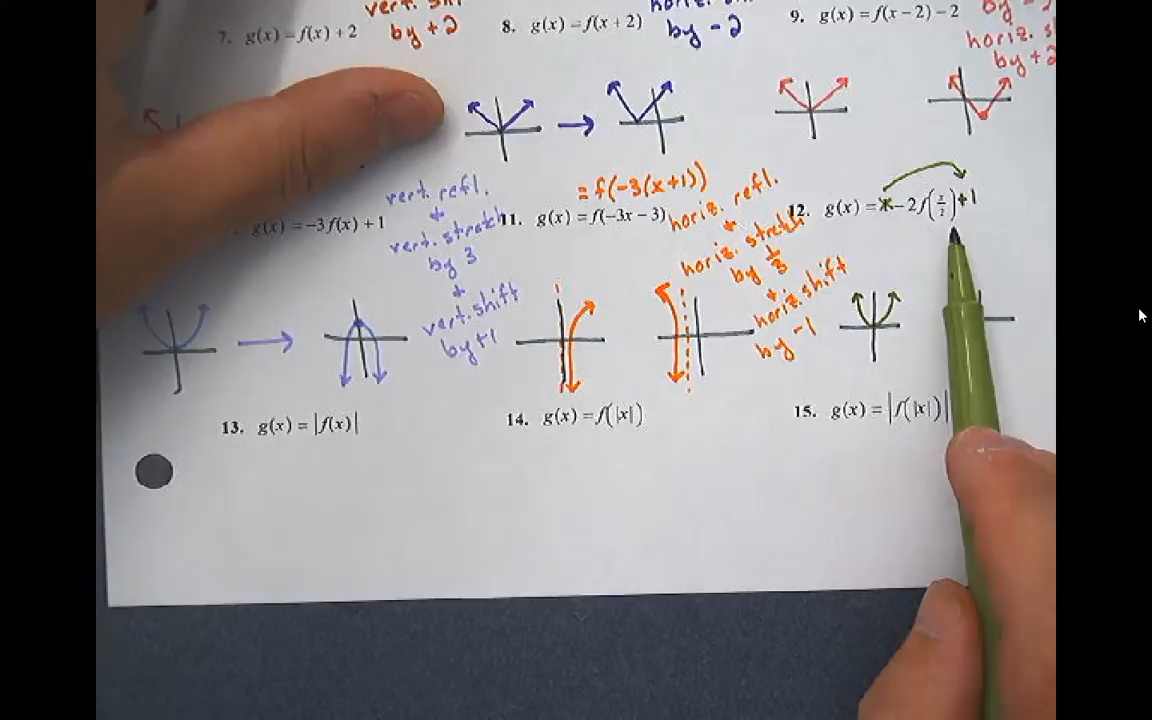 7. g(x) = f(x) + 2
by +2
8. g(x) = f(x + 2)
by -2
9. g(x) = f(x − 2) − 2
horiz. s
by +2
g(x) = −3f(x) + 1
vert. refl.
+
vert. stretch
by 3
+
vert. shift
by +1
= f(-3(x+1))
11. g(x) = f(−3x − 3)
horiz. refl.
+
horiz. stretch
by 1/3
+
horiz. shift
by -1
12. g(x) = − 2f(x/2) +1
13. g(x) = |f(x)|
14. g(x) = f(|x|)
15. g(x) = |f(|x|)|